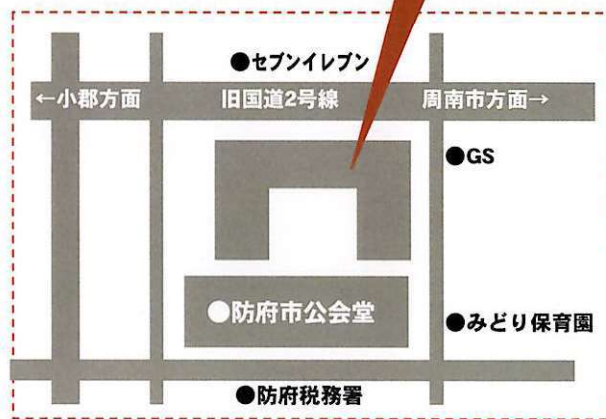 ●セブンイレブン
←小郡方面 旧国道2号線 周南市方面→
●GS
●防府市公会堂
●みどり保育園
●防府税務署